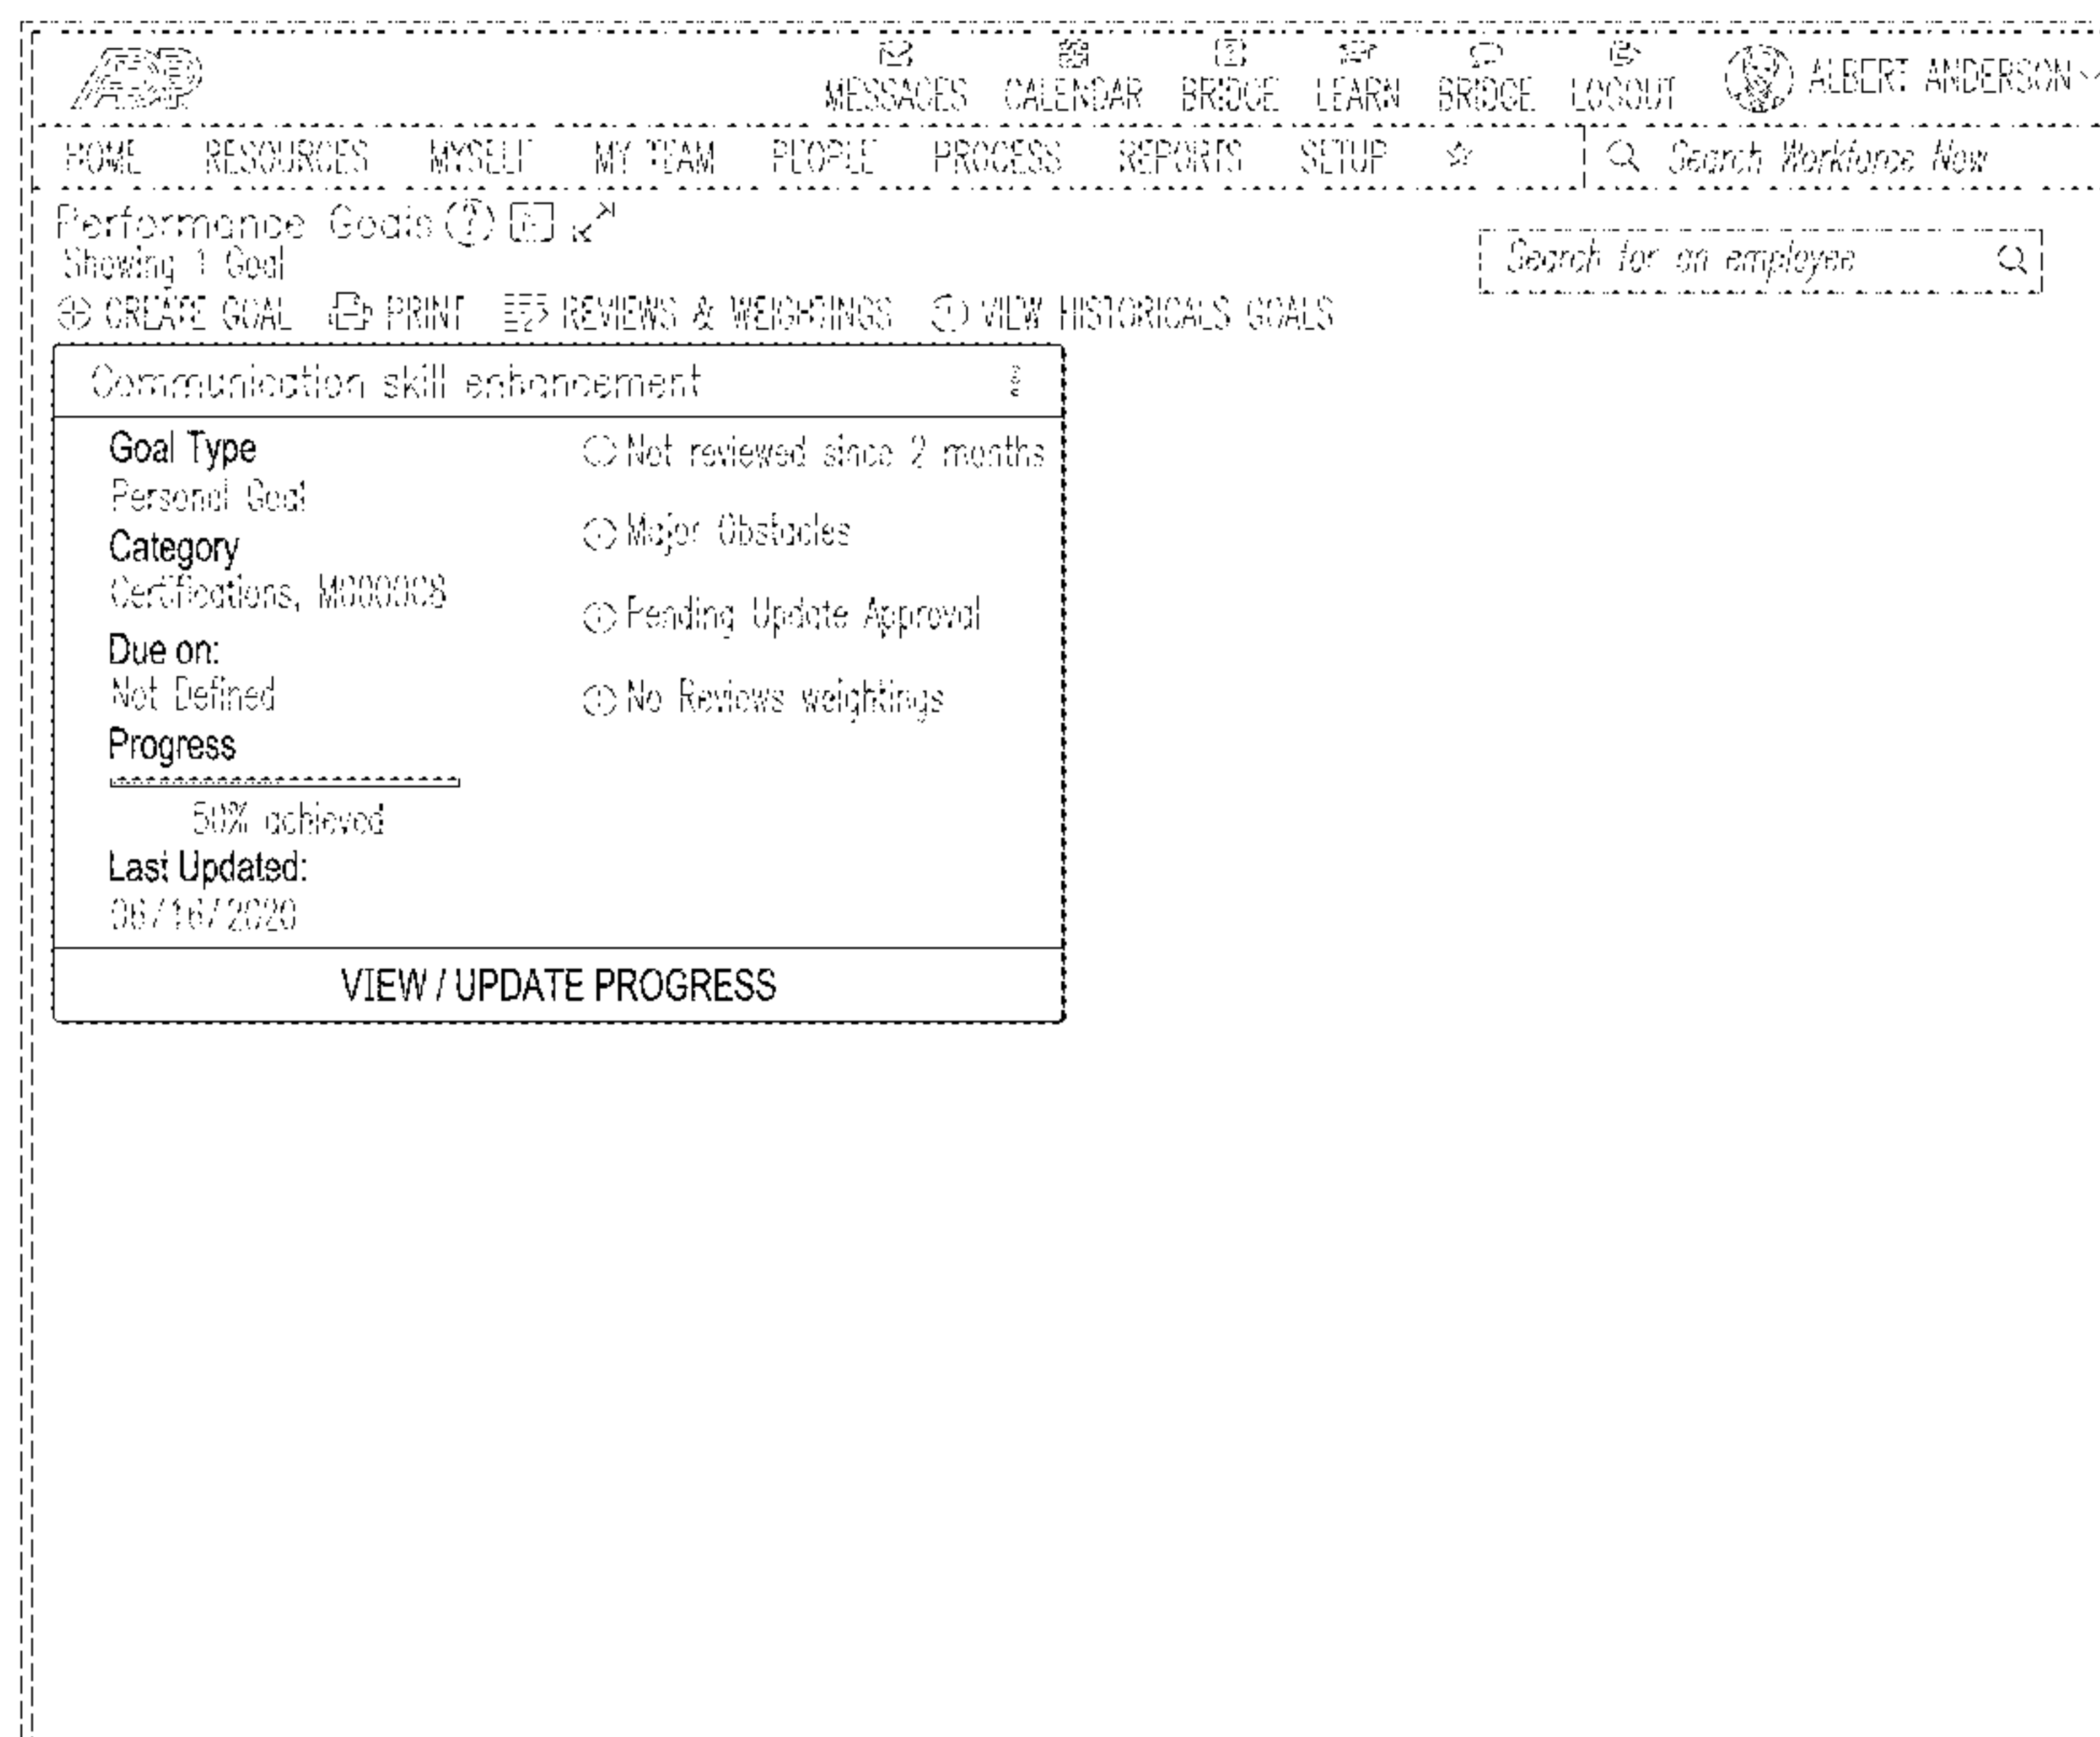 ADP
MESSAGES CALENDAR BRIDGE LEARN BRIDGE LOGOUT ALBERT ANDERSON
HOME RESOURCES MYSELF MY TEAM PEOPLE PROCESS REPORTS SETUP Search Workforce Now
Performance Goals ?
Showing 1 Goal
Search for an employee
CREATE GOAL PRINT REVIEWS & WEIGHTINGS VIEW HISTORICALS GOALS
Communication skill enhancement
Goal Type
Personal Goal
Category
Certifications, M000008
Due on:
Not Defined
Progress
50% achieved
Last Updated:
06/16/2020
Not reviewed since 2 months
Major Obstacles
Pending Update Approval
No Reviews weightings
VIEW / UPDATE PROGRESS